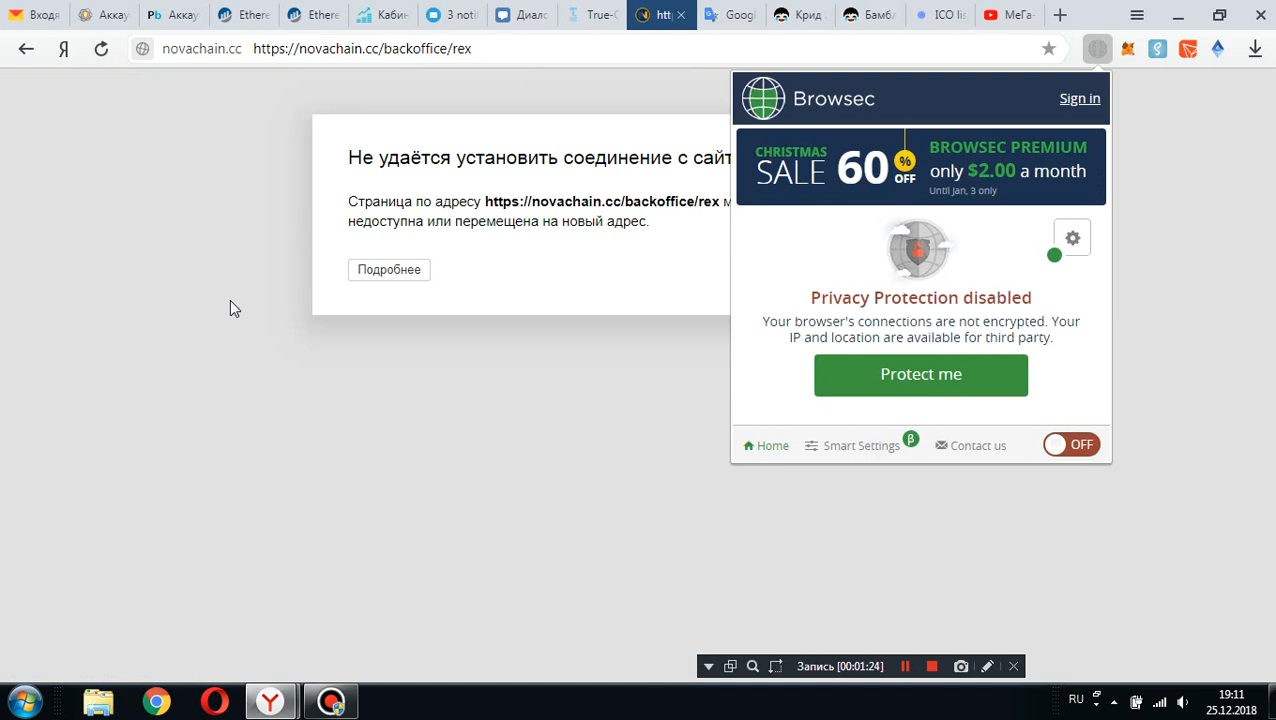 Входя
Аккау
Аккау
Ethere
Ethere
Кабин
3 noti
Диало
True-C
htt
Googl
Крид
Бамбл
ICO lis
МеГа-
Я
novachain.cc https://novachain.cc/backoffice/rex
Browsec
Sign in
CHRISTMAS
SALE
60
%
OFF
BROWSEC PREMIUM
only $2.00 a month
Until Jan, 3 only
Не удаётся установить соединение с сайт
Страница по адресу https://novachain.cc/backoffice/rex м
недоступна или перемещена на новый адрес.
Подробнее
Privacy Protection disabled
Your browser's connections are not encrypted. Your
IP and location are available for third party.
Protect me
Home
Smart Settings β
Contact us
OFF
Запись [00:01:24]
RU
19:11
25.12.2018